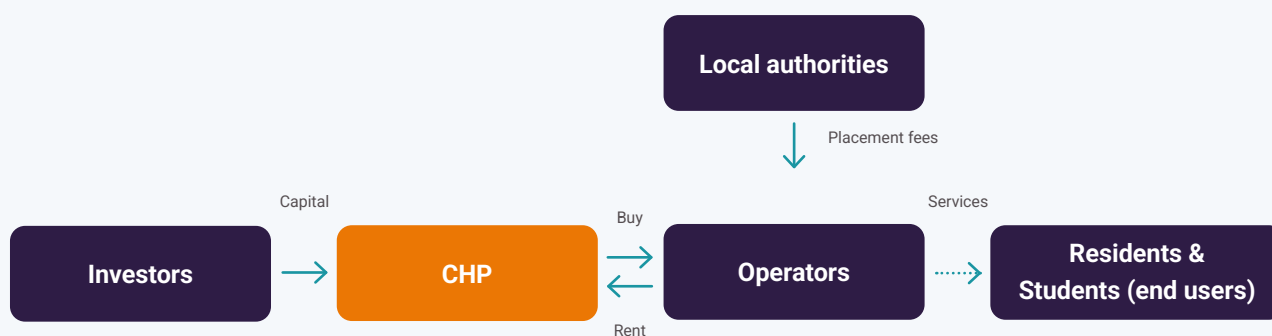 Local authorities
Placement fees
Capital
Buy
Services
Investors
CHP
Operators
Residents &
Students (end users)
Rent